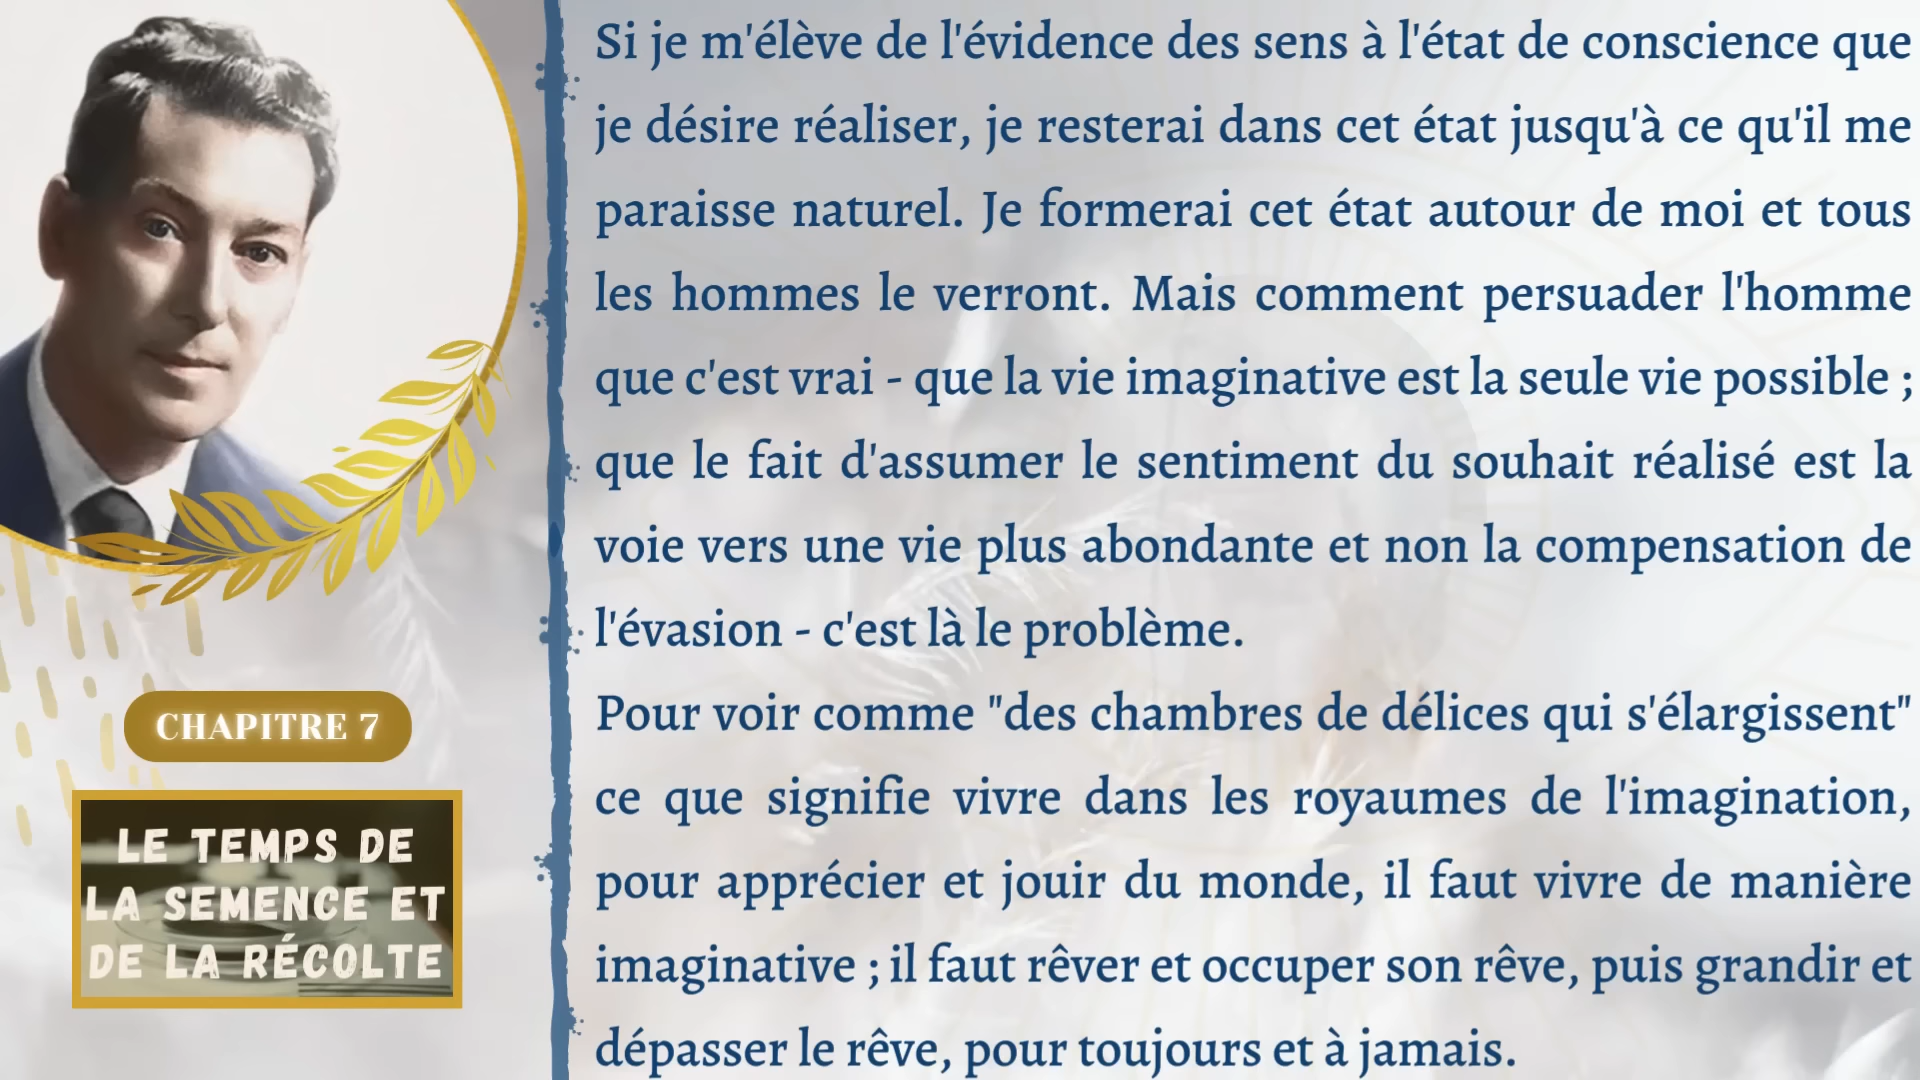 Si je m'élève de l'évidence des sens à l'état de conscience que
je désire réaliser, je resterai dans cet état jusqu'à ce qu'il me
paraisse naturel. Je formerai cet état autour de moi et tous
les hommes le verront. Mais comment persuader l'homme
que c'est vrai - que la vie imaginative est la seule vie possible ;
que le fait d'assumer le sentiment du souhait réalisé est la
voie vers une vie plus abondante et non la compensation de
l'évasion - c'est là le problème.
Pour voir comme "des chambres de délices qui s'élargissent"
ce que signifie vivre dans les royaumes de l'imagination,
pour apprécier et jouir du monde, il faut vivre de manière
imaginative ; il faut rêver et occuper son rêve, puis grandir et
dépasser le rêve, pour toujours et à jamais.
CHAPITRE 7
LE TEMPS DE
LA SEMENCE ET
DE LA RÉCOLTE